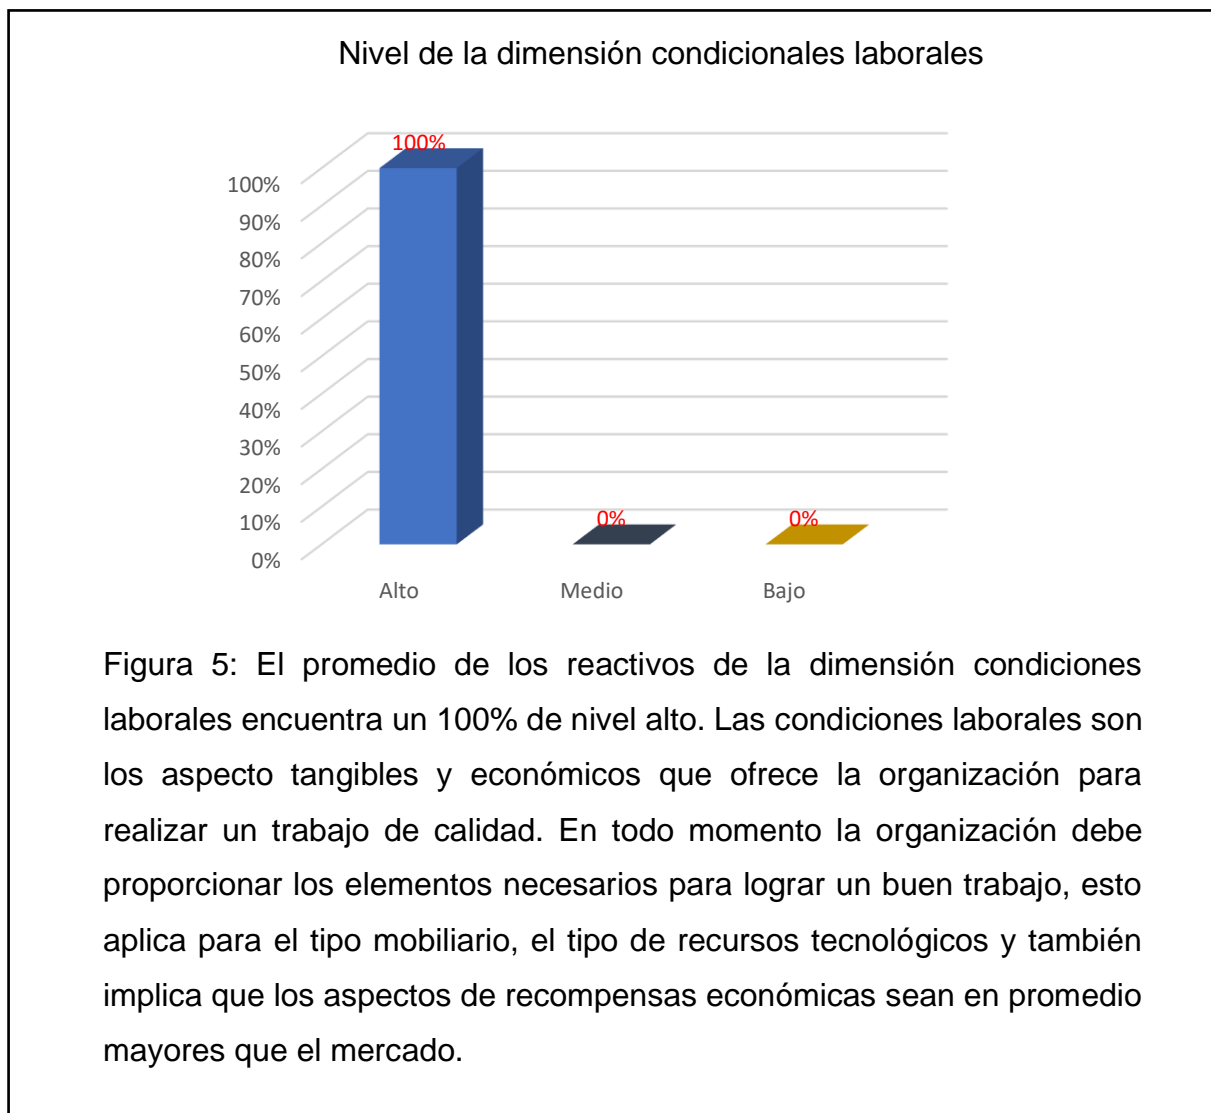 Nivel de la dimensión condicionales laborales
100%
100%
90%
80%
70%
60%
50%
40%
30%
20%
10%
0%
0%
0%
Alto
Medio
Bajo
Figura 5: El promedio de los reactivos de la dimensión condiciones
laborales encuentra un 100% de nivel alto. Las condiciones laborales son
los aspecto tangibles y económicos que ofrece la organización para
realizar un trabajo de calidad. En todo momento la organización debe
proporcionar los elementos necesarios para lograr un buen trabajo, esto
aplica para el tipo mobiliario, el tipo de recursos tecnológicos y también
implica que los aspectos de recompensas económicas sean en promedio
mayores que el mercado.